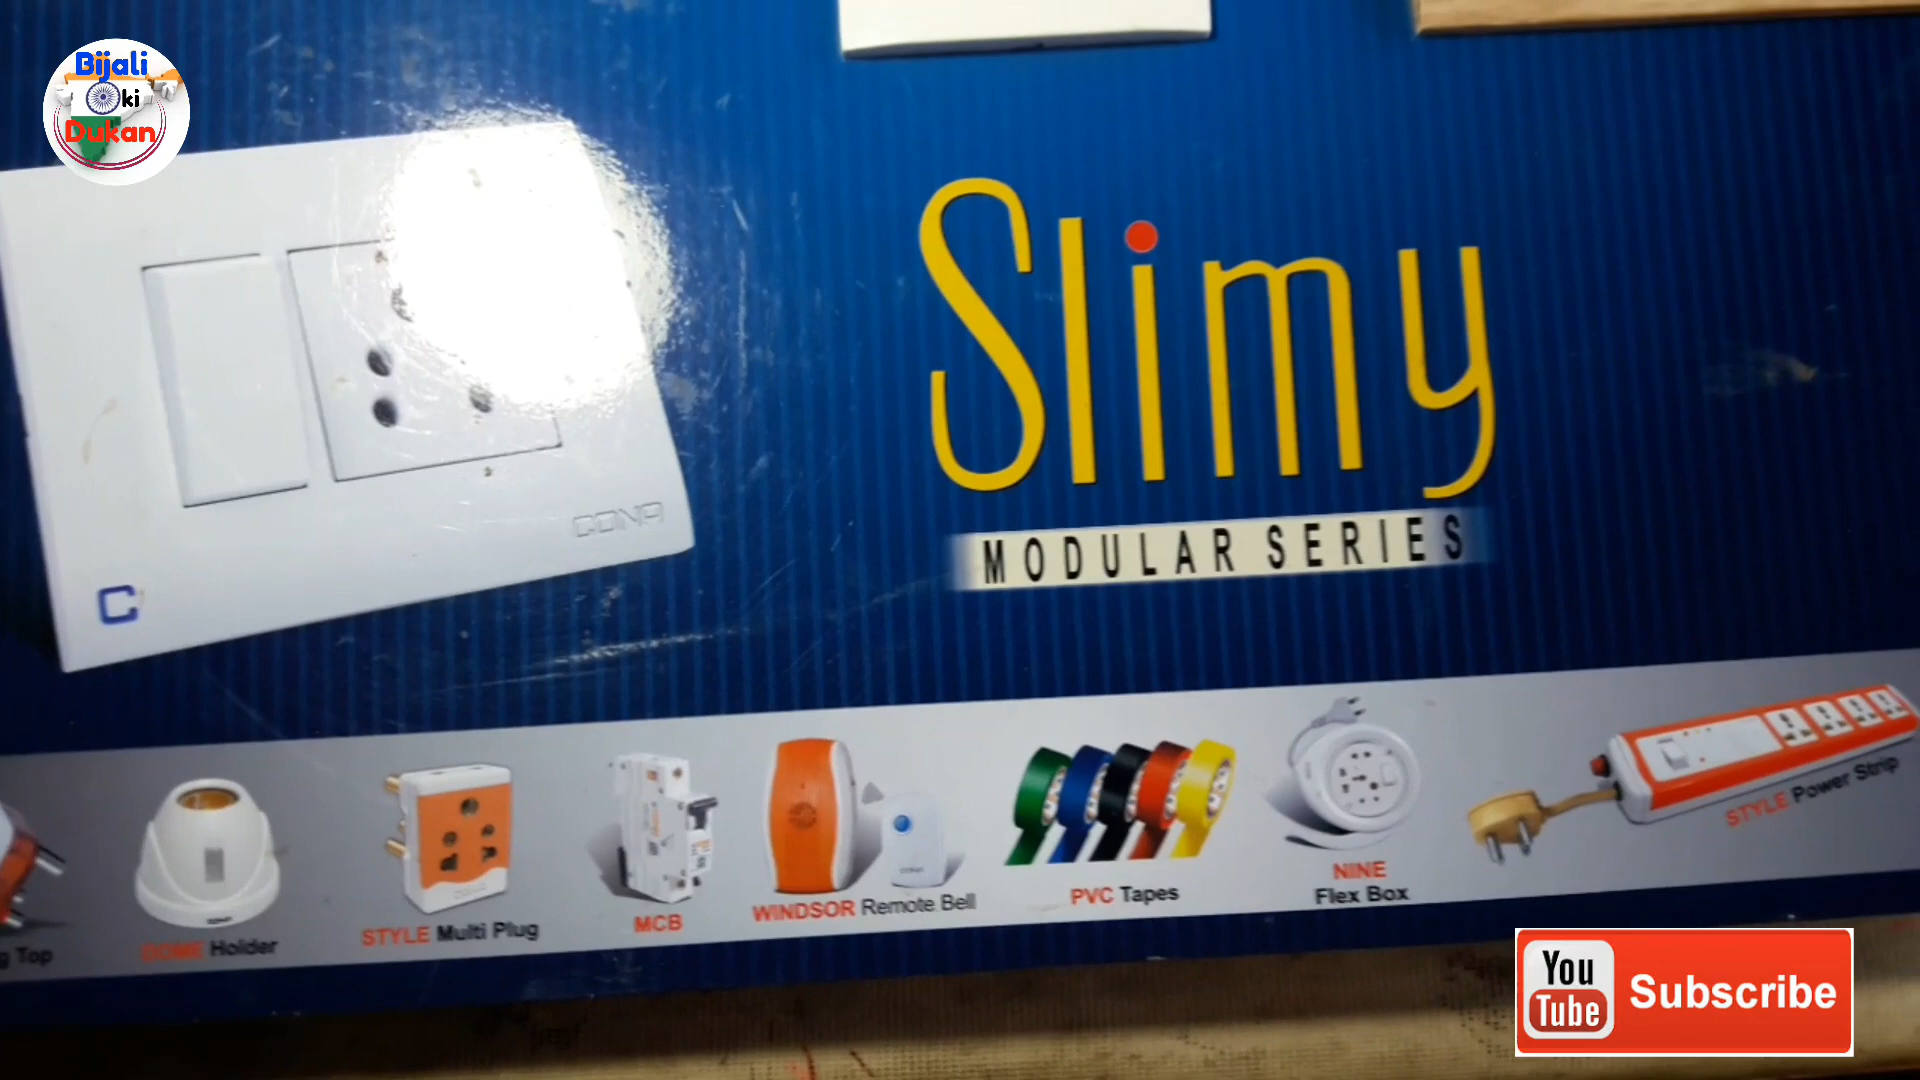 Bijali
ki
Dukan
Slimy
MODULAR SERIES
CONA
C
g Top
DOME Holder
STYLE Multi Plug
MCB
WINDSOR Remote Bell
PVC Tapes
NINE
Flex Box
STYLE Power Strip
You
Tube
Subscribe